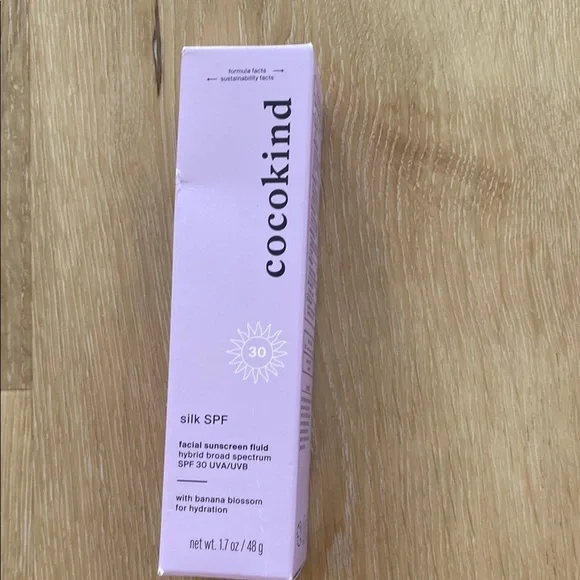 formula facts →
← sustainability facts
cocokind
30
silk SPF
facial sunscreen fluid
hybrid broad spectrum
SPF 30 UVA/UVB
with banana blossom
for hydration
net wt. 1.7 oz / 48 g